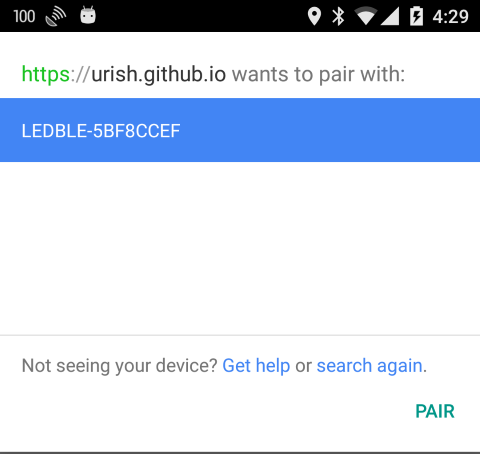 100 4:29
https://urish.github.io wants to pair with:
LEDBLE-5BF8CCEF
Not seeing your device? Get help or search again.
PAIR